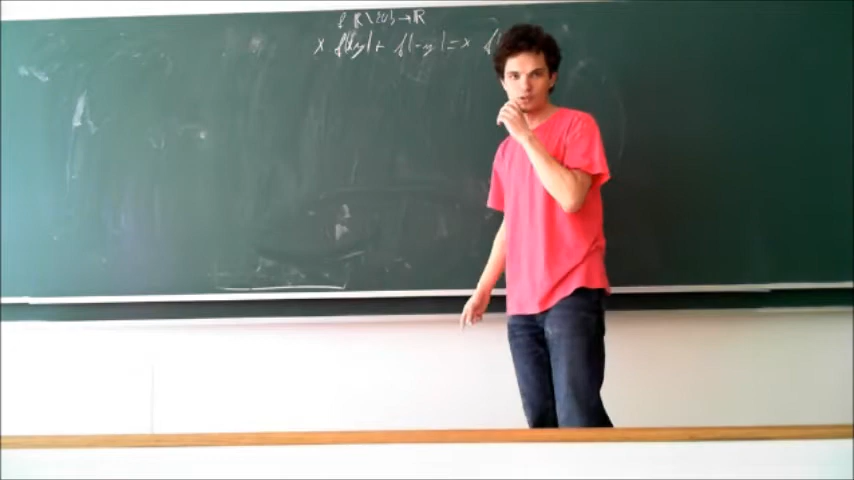 f ℝ \ {0} → ℝ
x f(xy) + f(-y) = x f(